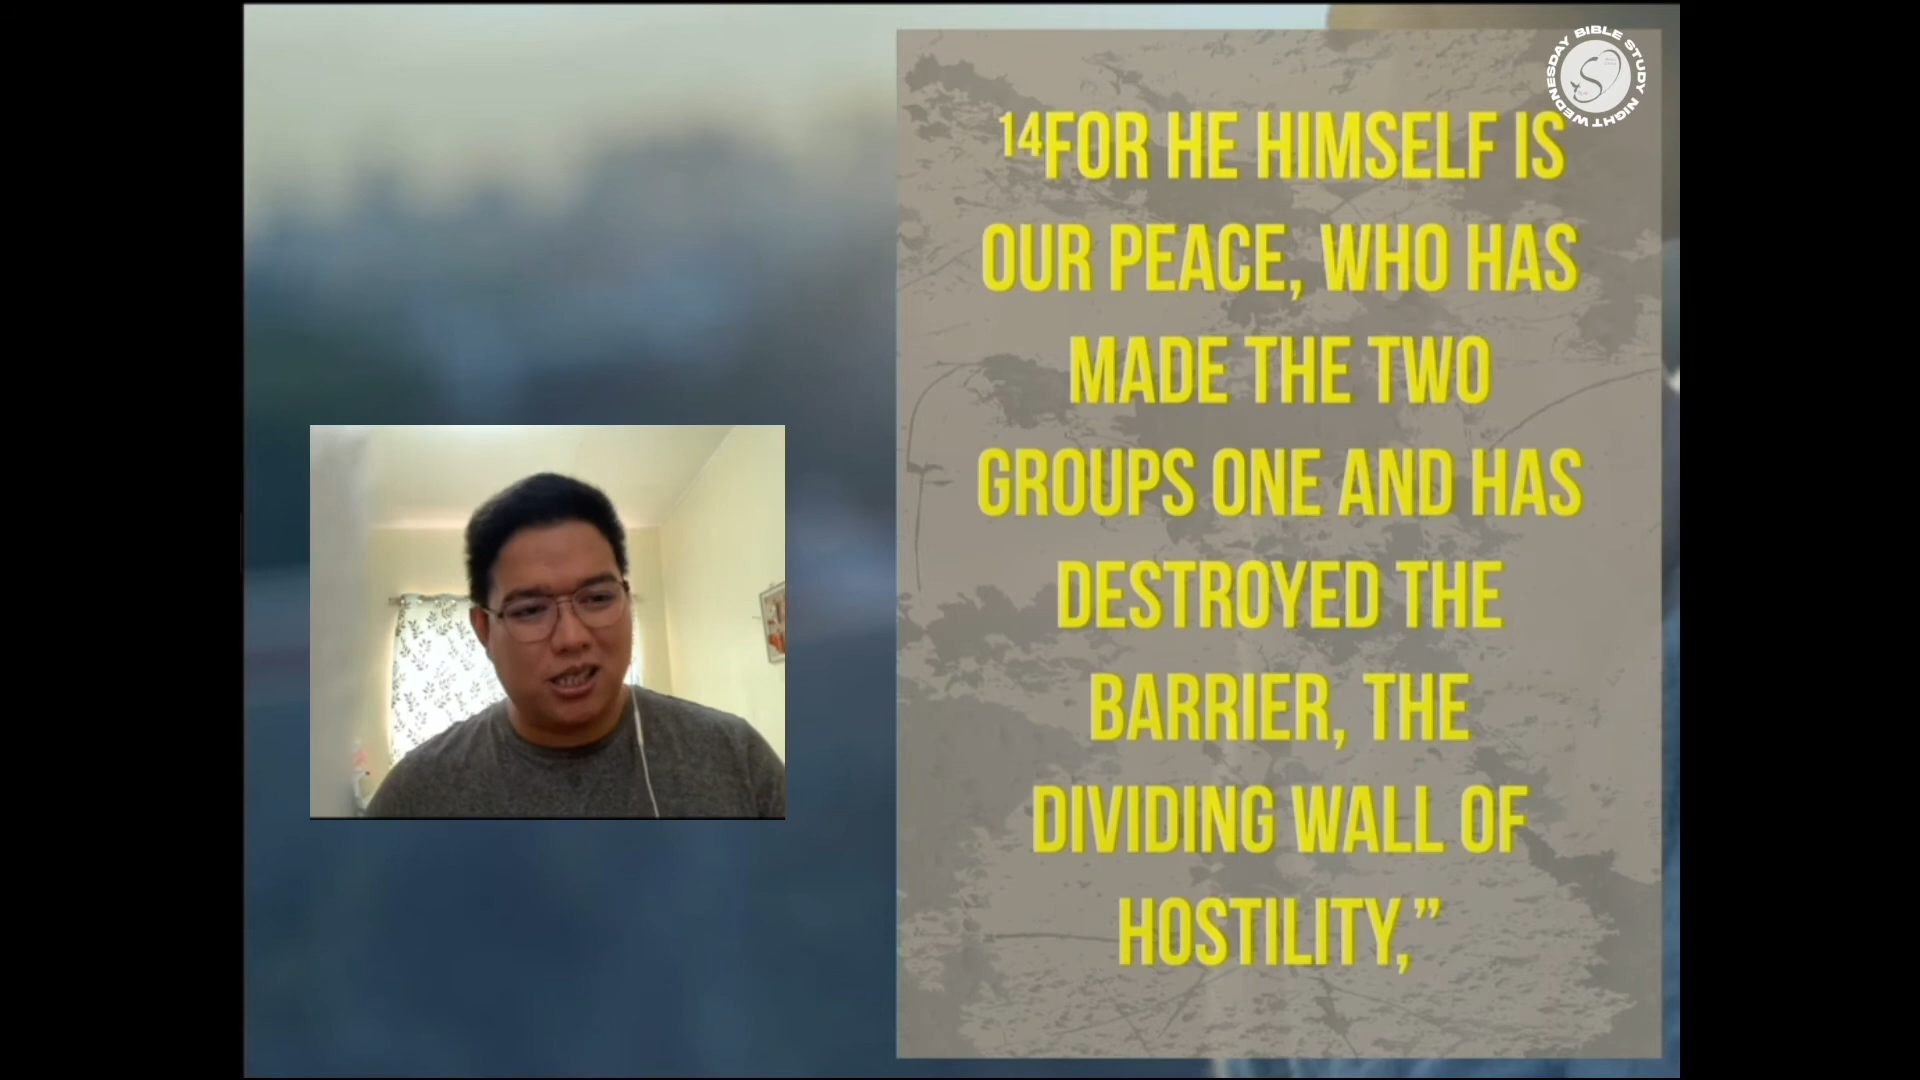 WEDNESDAY BIBLE STUDY NIGHT
¹⁴FOR HE HIMSELF IS
OUR PEACE, WHO HAS
MADE THE TWO
GROUPS ONE AND HAS
DESTROYED THE
BARRIER, THE
DIVIDING WALL OF
HOSTILITY,”